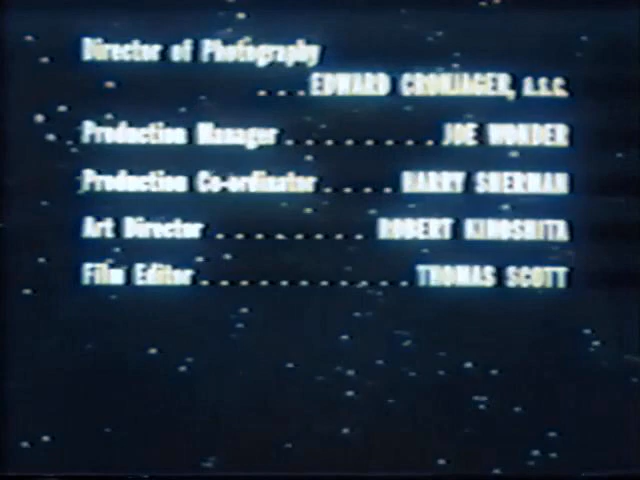 Director of Photography
. . . EDWARD CRONJAGER, A.S.C.
Production Manager . . . . . . . . . JOE WONDER
Production Co-ordinator . . . . HARRY SHERMAN
Art Director . . . . . . . . ROBERT KINOSHITA
Film Editor . . . . . . . . . . . . THOMAS SCOTT